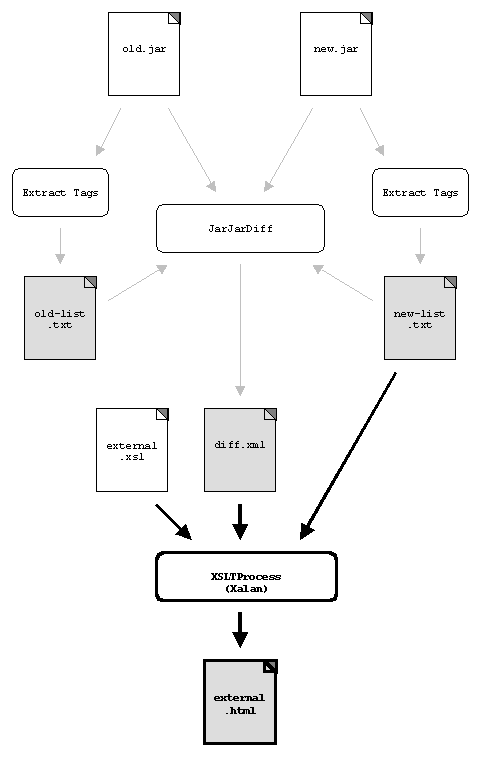 old.jar
new.jar
Extract Tags
Extract Tags
JarJarDiff
old-list
.txt
new-list
.txt
external
.xsl
diff.xml
XSLTProcess
(Xalan)
external
.html